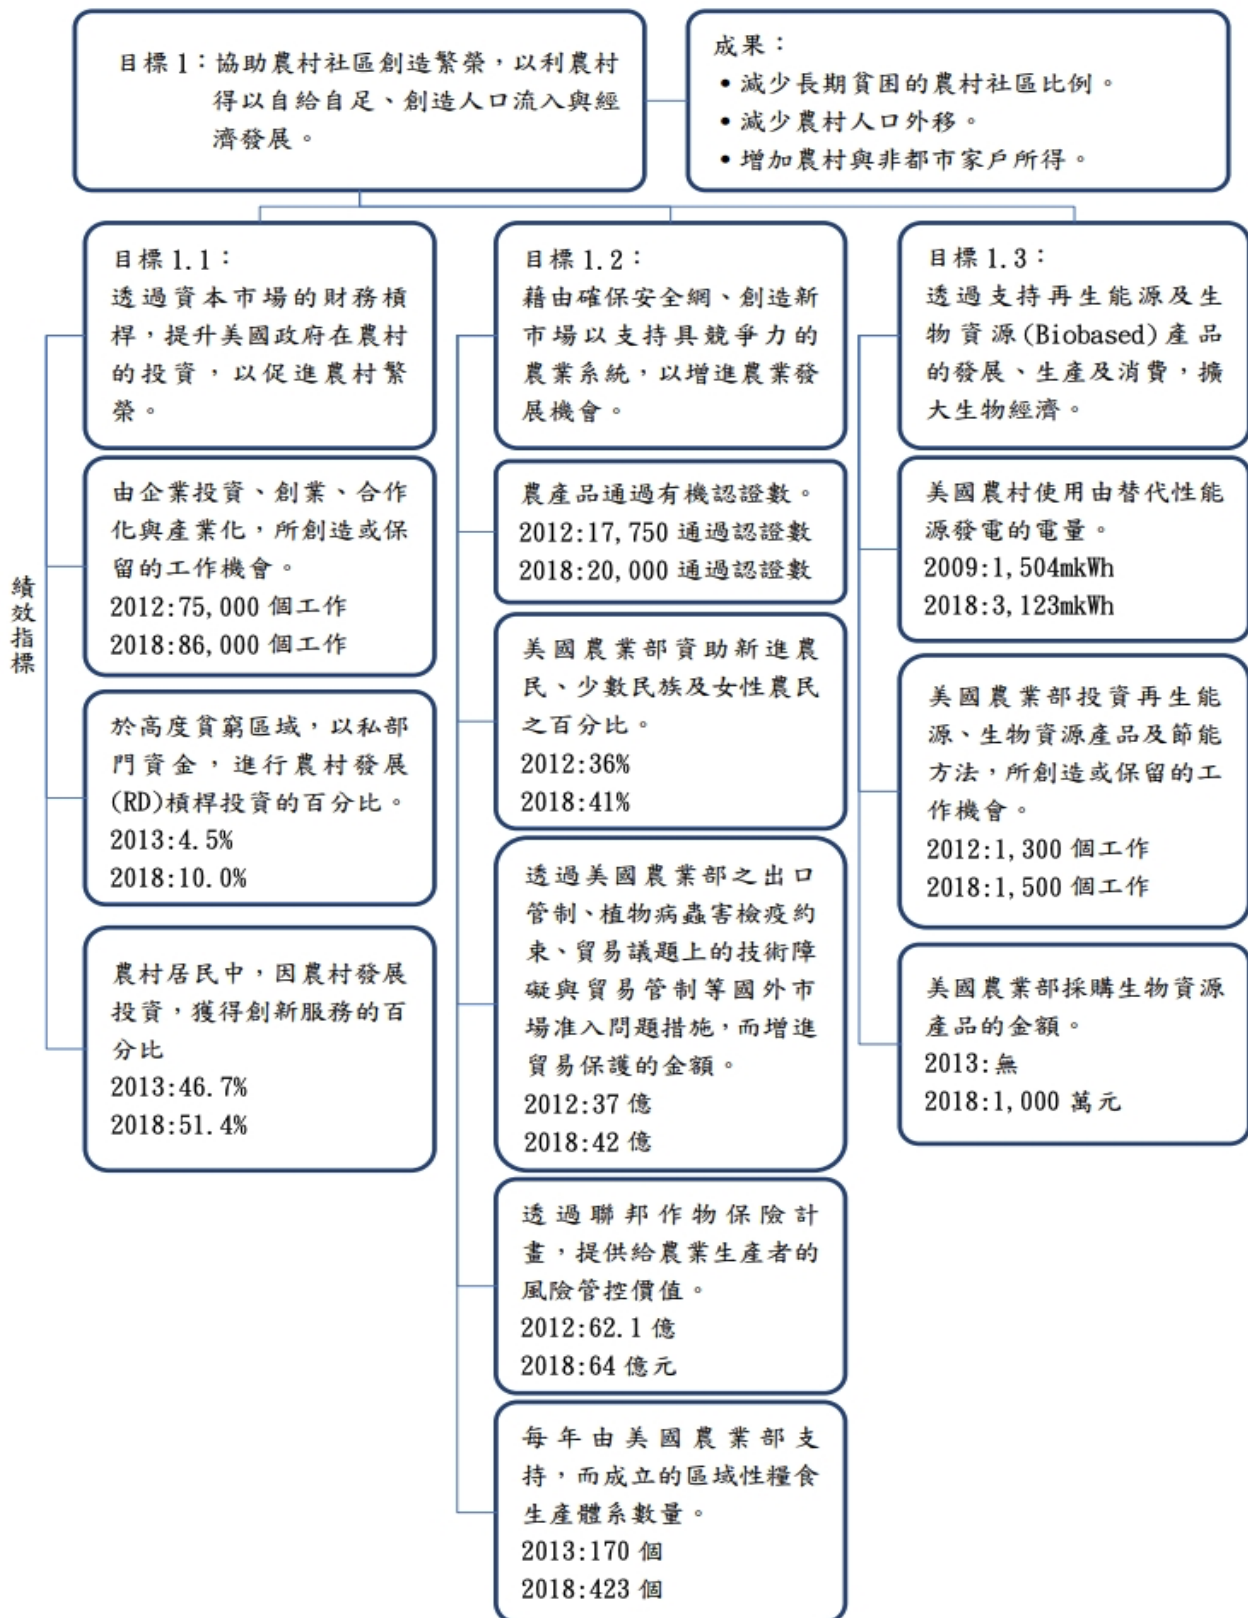 目標 1：協助農村社區創造繁榮，以利農村
得以自給自足、創造人口流入與經
濟發展。
成果：
• 減少長期貧困的農村社區比例。
• 減少農村人口外移。
• 增加農村與非都市家戶所得。
績效指標
目標 1.1：
透過資本市場的財務槓
桿，提升美國政府在農村
的投資，以促進農村繁
榮。
由企業投資、創業、合作
化與產業化，所創造或保
留的工作機會。
2012:75,000 個工作
2018:86,000 個工作
於高度貧窮區域，以私部
門資金，進行農村發展
(RD)槓桿投資的百分比。
2013:4.5%
2018:10.0%
農村居民中，因農村發展
投資，獲得創新服務的百
分比
2013:46.7%
2018:51.4%
目標 1.2：
藉由確保安全網、創造新
市場以支持具競爭力的
農業系統，以增進農業發
展機會。
農產品通過有機認證數。
2012:17,750 通過認證數
2018:20,000 通過認證數
美國農業部資助新進農
民、少數民族及女性農民
之百分比。
2012:36%
2018:41%
透過美國農業部之出口
管制、植物病蟲害檢疫約
束、貿易議題上的技術障
礙與貿易管制等國外市
場准入問題措施，而增進
貿易保護的金額。
2012:37 億
2018:42 億
透過聯邦作物保險計
畫，提供給農業生產者的
風險管控價值。
2012:62.1 億
2018:64 億元
每年由美國農業部支
持，而成立的區域性糧食
生產體系數量。
2013:170 個
2018:423 個
目標 1.3：
透過支持再生能源及生
物資源(Biobased)產品
的發展、生產及消費，擴
大生物經濟。
美國農村使用由替代性能
源發電的電量。
2009:1,504mkWh
2018:3,123mkWh
美國農業部投資再生能
源、生物資源產品及節能
方法，所創造或保留的工
作機會。
2012:1,300 個工作
2018:1,500 個工作
美國農業部採購生物資源
產品的金額。
2013:無
2018:1,000 萬元